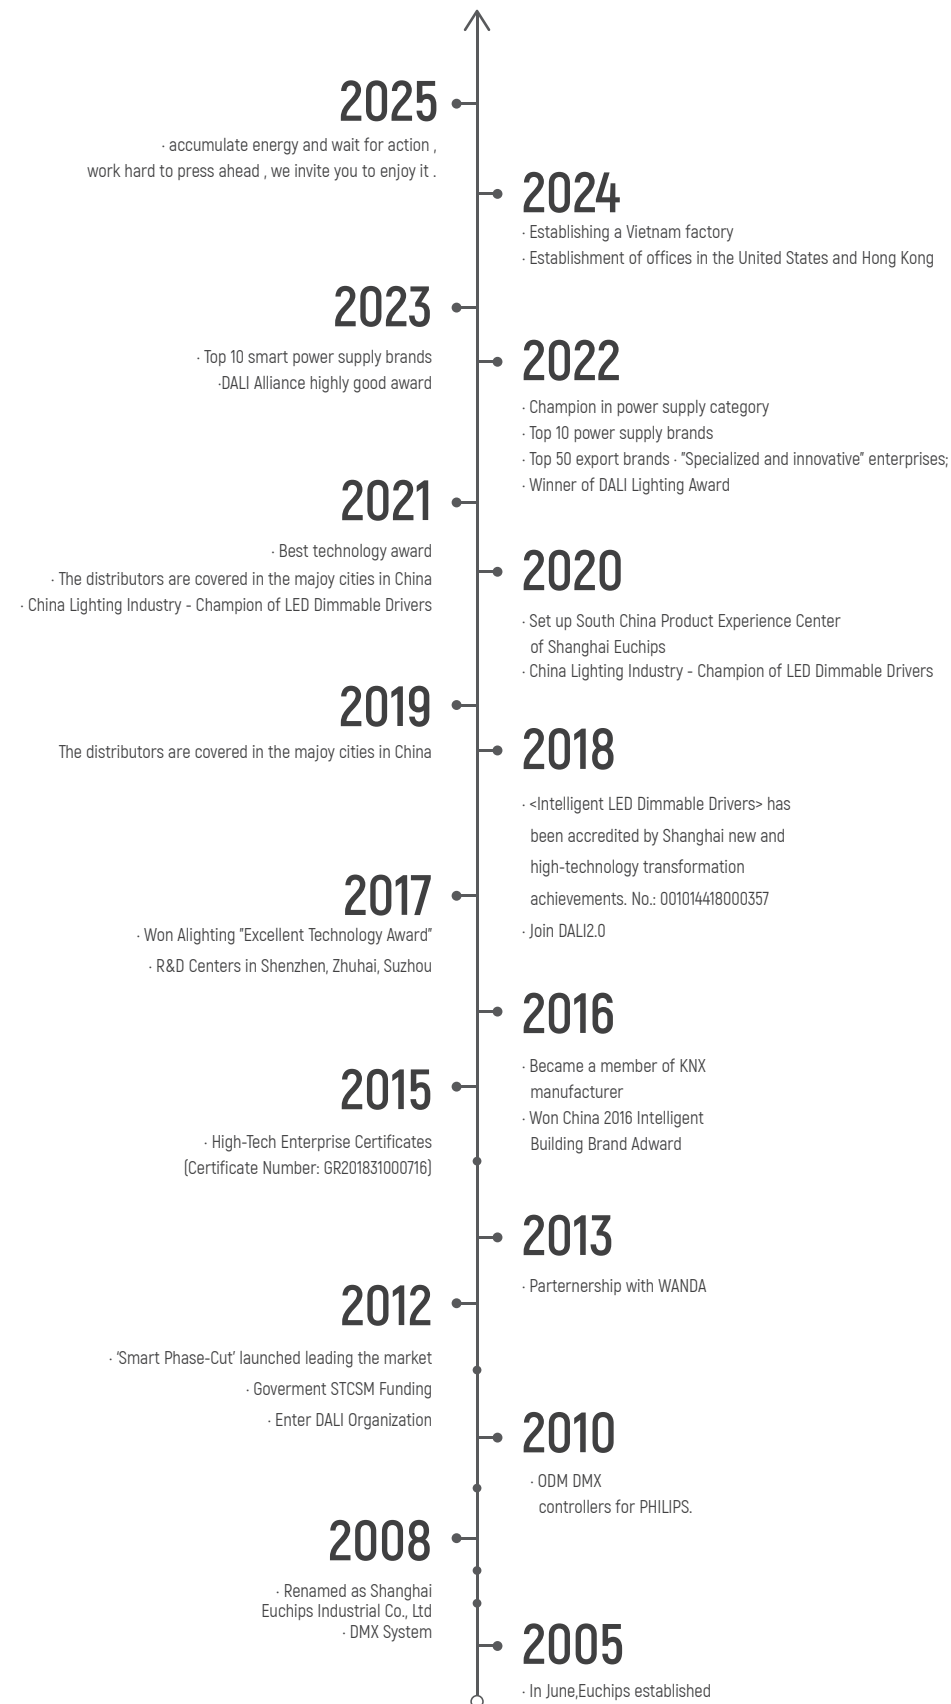 2025
· accumulate energy and wait for action ,
work hard to press ahead , we invite you to enjoy it .
2024
· Establishing a Vietnam factory
· Establishment of offices in the United States and Hong Kong
2023
· Top 10 smart power supply brands
·DALI Alliance highly good award
2022
· Champion in power supply category
· Top 10 power supply brands
· Top 50 export brands · "Specialized and innovative" enterprises;
· Winner of DALI Lighting Award
2021
· Best technology award
· The distributors are covered in the majoy cities in China
· China Lighting Industry - Champion of LED Dimmable Drivers
2020
· Set up South China Product Experience Center
of Shanghai Euchips
· China Lighting Industry - Champion of LED Dimmable Drivers
2019
The distributors are covered in the majoy cities in China
2018
· <Intelligent LED Dimmable Drivers> has
been accredited by Shanghai new and
high-technology transformation
achievements. No.: 001014418000357
· Join DALI2.0
2017
· Won Alighting "Excellent Technology Award"
· R&D Centers in Shenzhen, Zhuhai, Suzhou
2016
· Became a member of KNX
manufacturer
· Won China 2016 Intelligent
Building Brand Adward
2015
· High-Tech Enterprise Certificates
(Certificate Number: GR201831000716)
2013
· Parternership with WANDA
2012
· 'Smart Phase-Cut' launched leading the market
· Goverment STCSM Funding
· Enter DALI Organization
2010
· ODM DMX
controllers for PHILIPS.
2008
· Renamed as Shanghai
Euchips Industrial Co., Ltd
· DMX System
2005
· In June,Euchips established